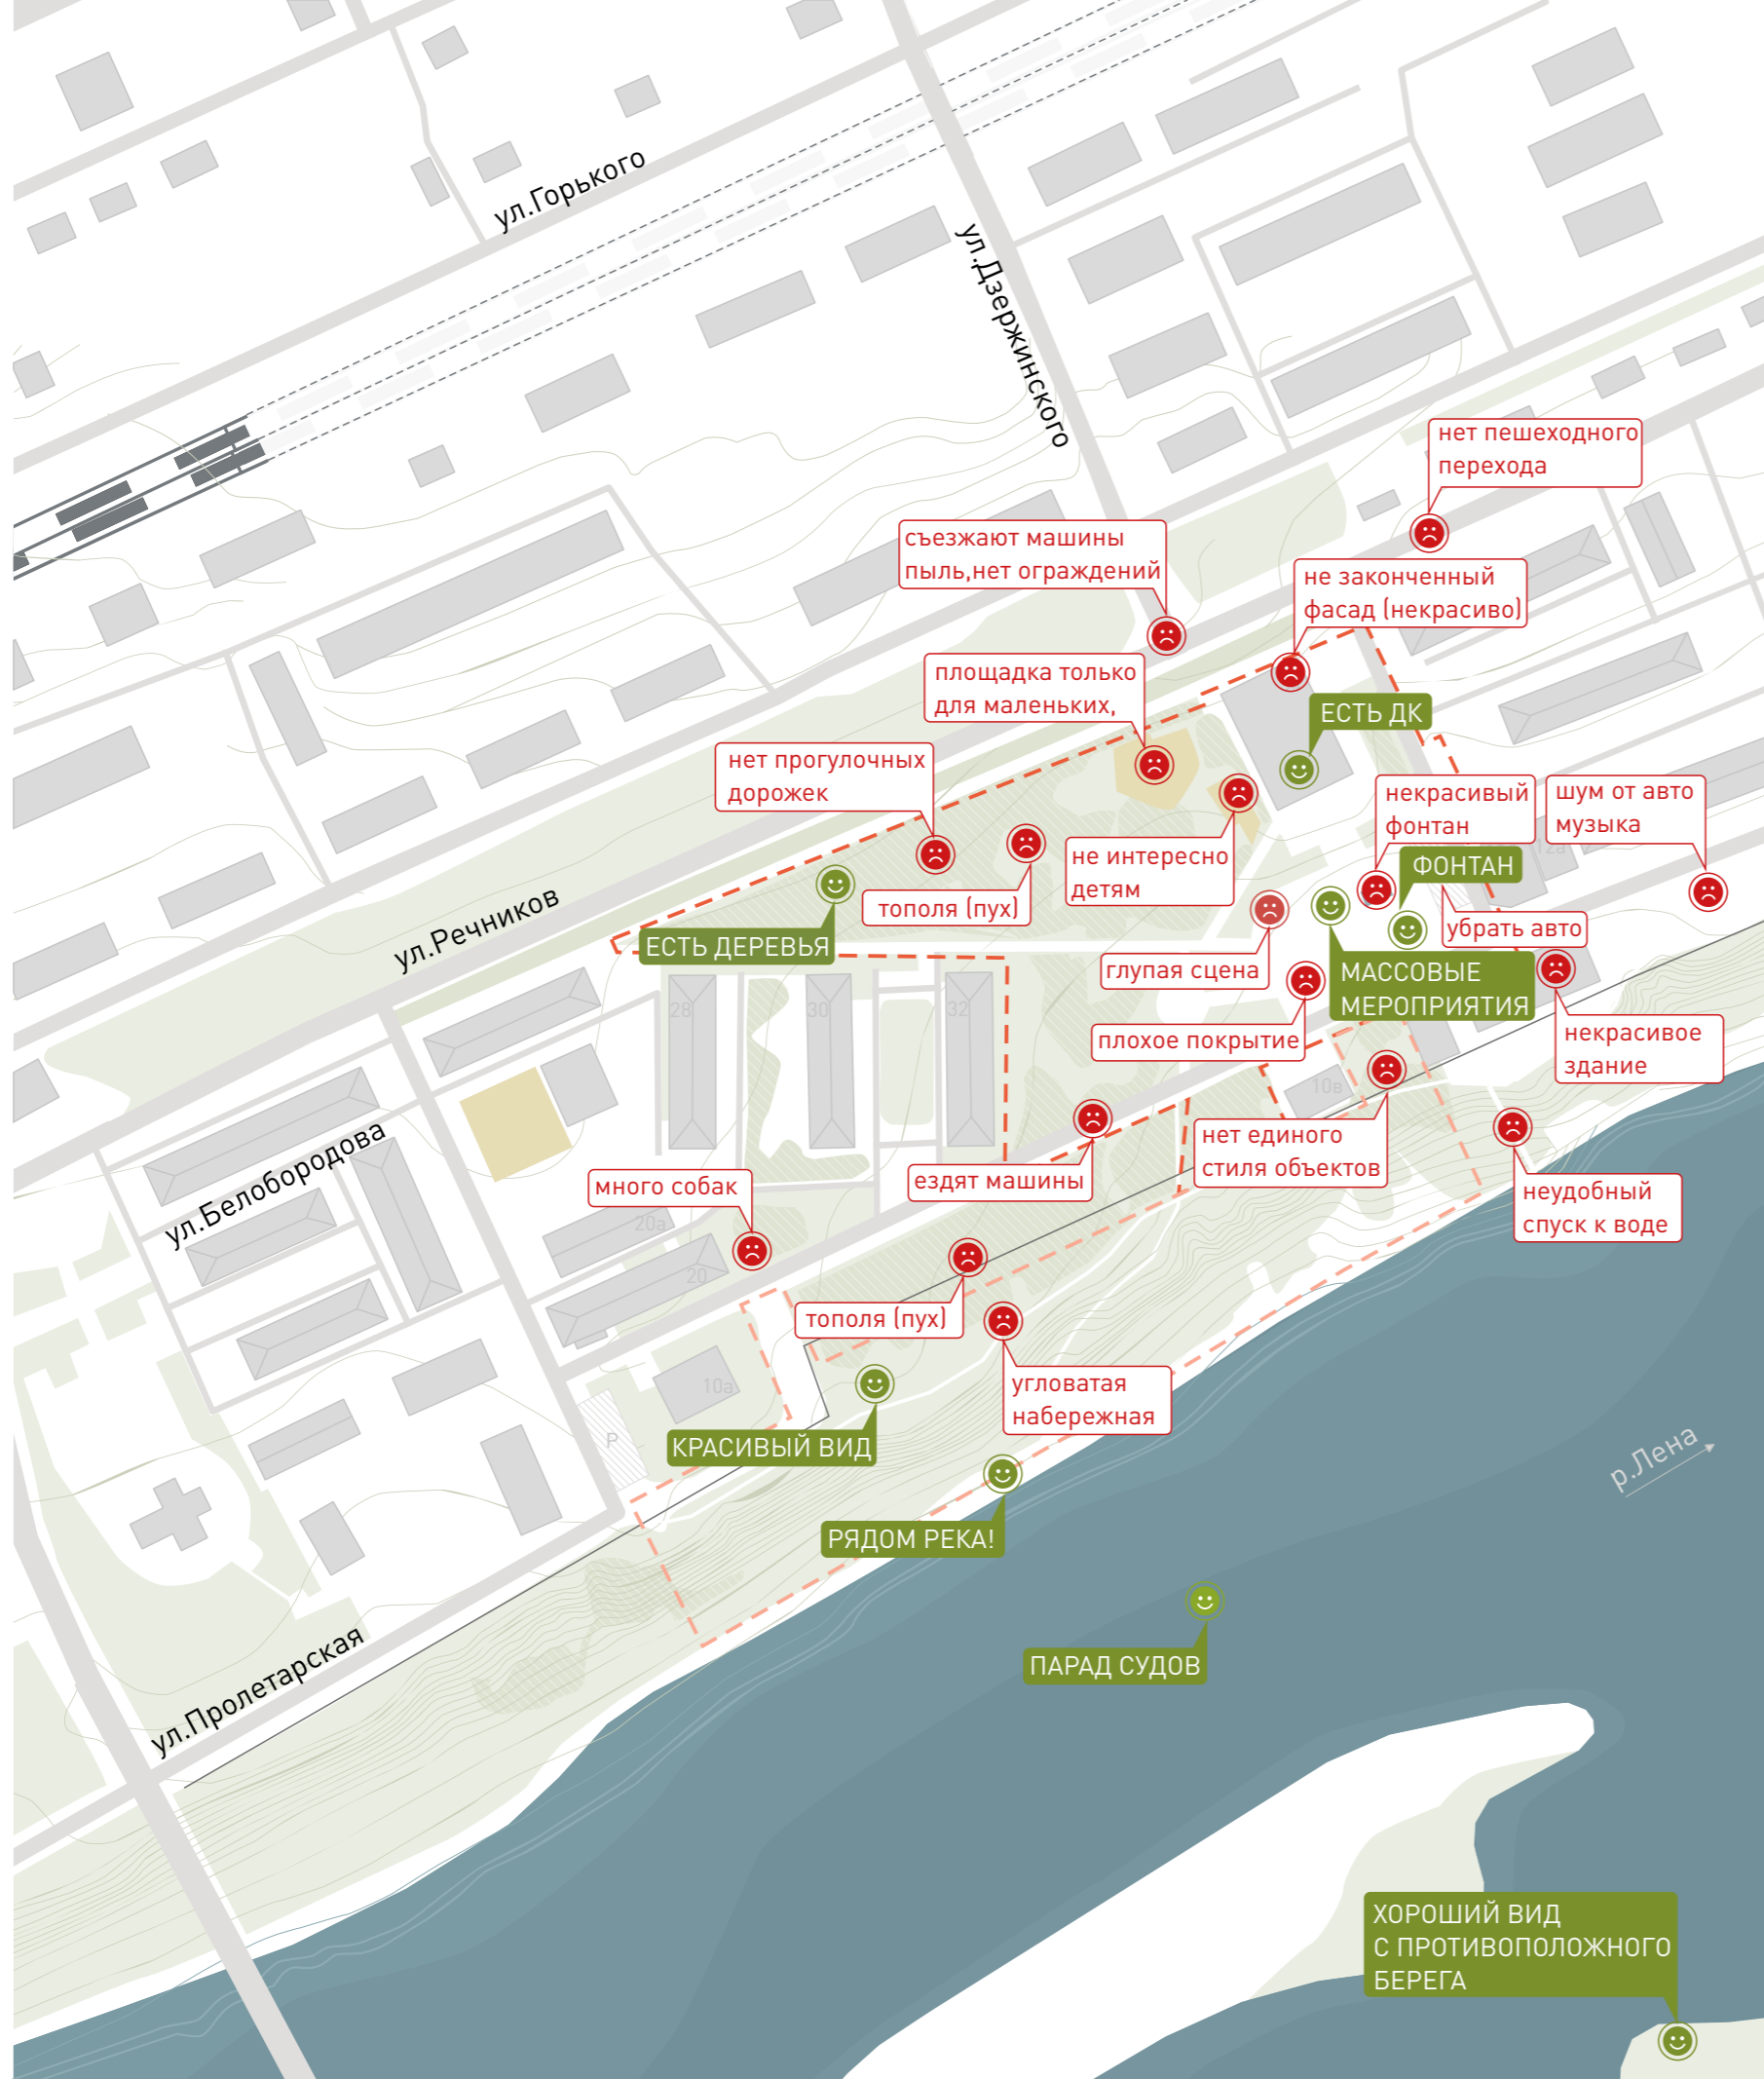 ул.Горького
ул.Дзержинского
нет пешеходного
перехода
съезжают машины
пыль,нет ограждений
не законченный
фасад (некрасиво)
площадка только
для маленьких,
ЕСТЬ ДК
нет прогулочных
дорожек
некрасивый
фонтан
шум от авто
музыка
12а
не интересно
детям
ФОНТАН
тополя (пух)
убрать авто
ул.Речников
ЕСТЬ ДЕРЕВЬЯ
глупая сцена
МАССОВЫЕ
МЕРОПРИЯТИЯ
28
30
32
плохое покрытие
некрасивое
здание
10в
ул.Белобородова
нет единого
стиля объектов
много собак
ездят машины
неудобный
спуск к воде
20а
20
тополя (пух)
10а
угловатая
набережная
Р
КРАСИВЫЙ ВИД
р.Лена
РЯДОМ РЕКА!
ул.Пролетарская
ПАРАД СУДОВ
ХОРОШИЙ ВИД
С ПРОТИВОПОЛОЖНОГО
БЕРЕГА